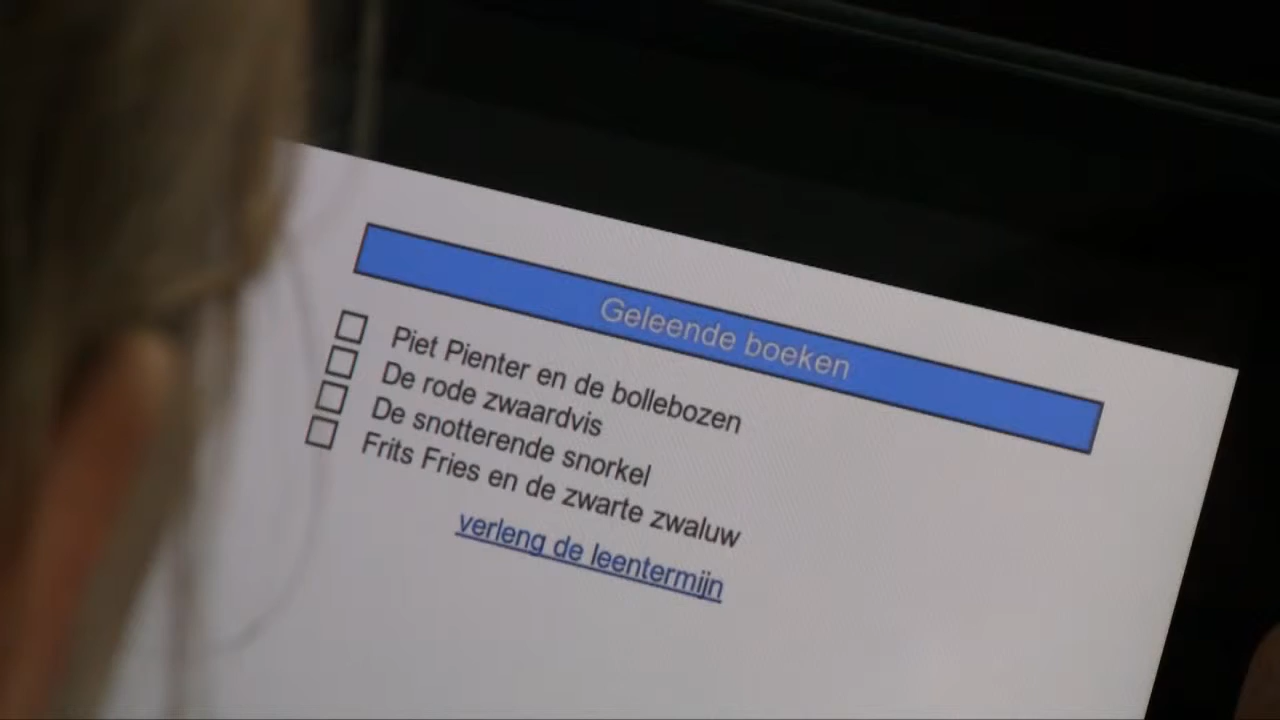 Geleende boeken
Piet Pienter en de bollebozen
De rode zwaardvis
De snotterende snorkel
Frits Fries en de zwarte zwaluw
verleng de leentermijn